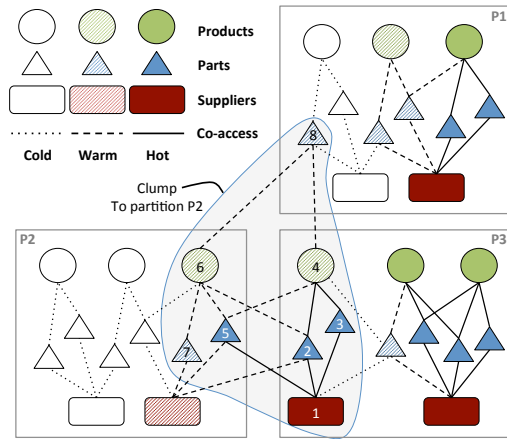 Products
Parts
Suppliers
Co-access
Cold Warm Hot
P1
8
Clump
To partition P2
P2
P3
6
4
5
3
7
2
1